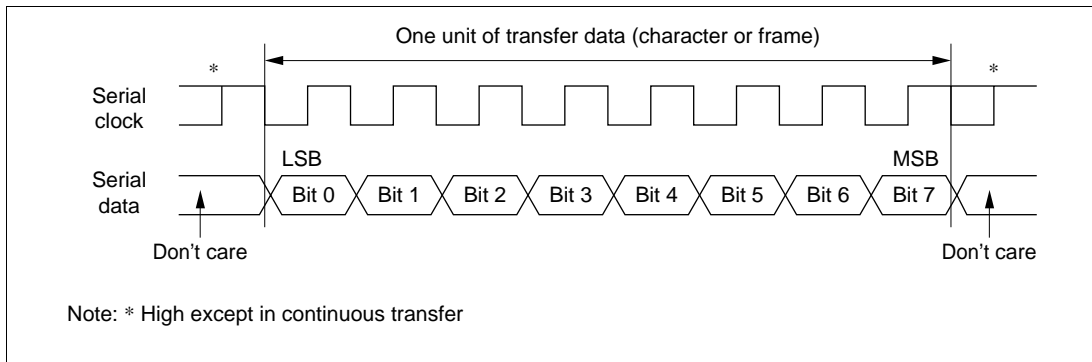 One unit of transfer data (character or frame)
* *
Serial
clock
LSB MSB
Serial
data
Bit 0 Bit 1 Bit 2 Bit 3 Bit 4 Bit 5 Bit 6 Bit 7
Don’t care Don’t care
Note: * High except in continuous transfer